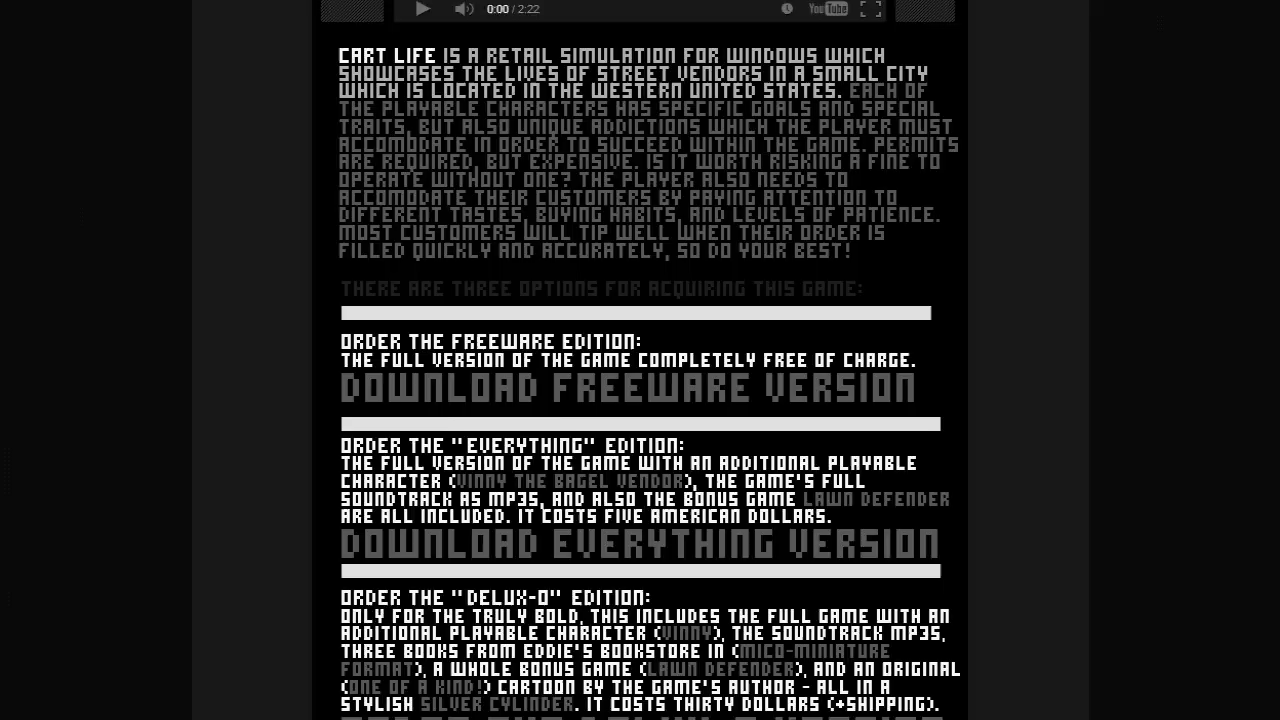 0:00 / 2:22
YouTube
CART LIFE IS A RETAIL SIMULATION FOR WINDOWS WHICH
SHOWCASES THE LIVES OF STREET VENDORS IN A SMALL CITY
WHICH IS LOCATED IN THE WESTERN UNITED STATES. EACH OF
THE PLAYABLE CHARACTERS HAS SPECIFIC GOALS AND SPECIAL
TRAITS, BUT ALSO UNIQUE ADDICTIONS WHICH THE PLAYER MUST
ACCOMODATE IN ORDER TO SUCCEED WITHIN THE GAME. PERMITS
ARE REQUIRED, BUT EXPENSIVE. IS IT WORTH RISKING A FINE TO
OPERATE WITHOUT ONE? THE PLAYER ALSO NEEDS TO
ACCOMODATE THEIR CUSTOMERS BY PAYING ATTENTION TO
DIFFERENT TASTES, BUYING HABITS, AND LEVELS OF PATIENCE.
MOST CUSTOMERS WILL TIP WELL WHEN THEIR ORDER IS
FILLED QUICKLY AND ACCURATELY, SO DO YOUR BEST!
THERE ARE THREE OPTIONS FOR ACQUIRING THIS GAME:
ORDER THE FREEWARE EDITION:
THE FULL VERSION OF THE GAME COMPLETELY FREE OF CHARGE.
DOWNLOAD FREEWARE VERSION
ORDER THE "EVERYTHING" EDITION:
THE FULL VERSION OF THE GAME WITH AN ADDITIONAL PLAYABLE
CHARACTER (VINNY THE BAGEL VENDOR), THE GAME'S FULL
SOUNDTRACK AS MP3S, AND ALSO THE BONUS GAME LAWN DEFENDER
ARE ALL INCLUDED. IT COSTS FIVE AMERICAN DOLLARS.
DOWNLOAD EVERYTHING VERSION
ORDER THE "DELUX-O" EDITION:
ONLY FOR THE TRULY BOLD, THIS INCLUDES THE FULL GAME WITH AN
ADDITIONAL PLAYABLE CHARACTER (VINNY), THE SOUNDTRACK MP3S,
THREE BOOKS FROM EDDIE'S BOOKSTORE IN (MICO-MINIATURE
FORMAT), A WHOLE BONUS GAME (LAWN DEFENDER), AND AN ORIGINAL
(ONE OF A KIND!) CARTOON BY THE GAME'S AUTHOR - ALL IN A
STYLISH SILVER CYLINDER. IT COSTS THIRTY DOLLARS (+SHIPPING).